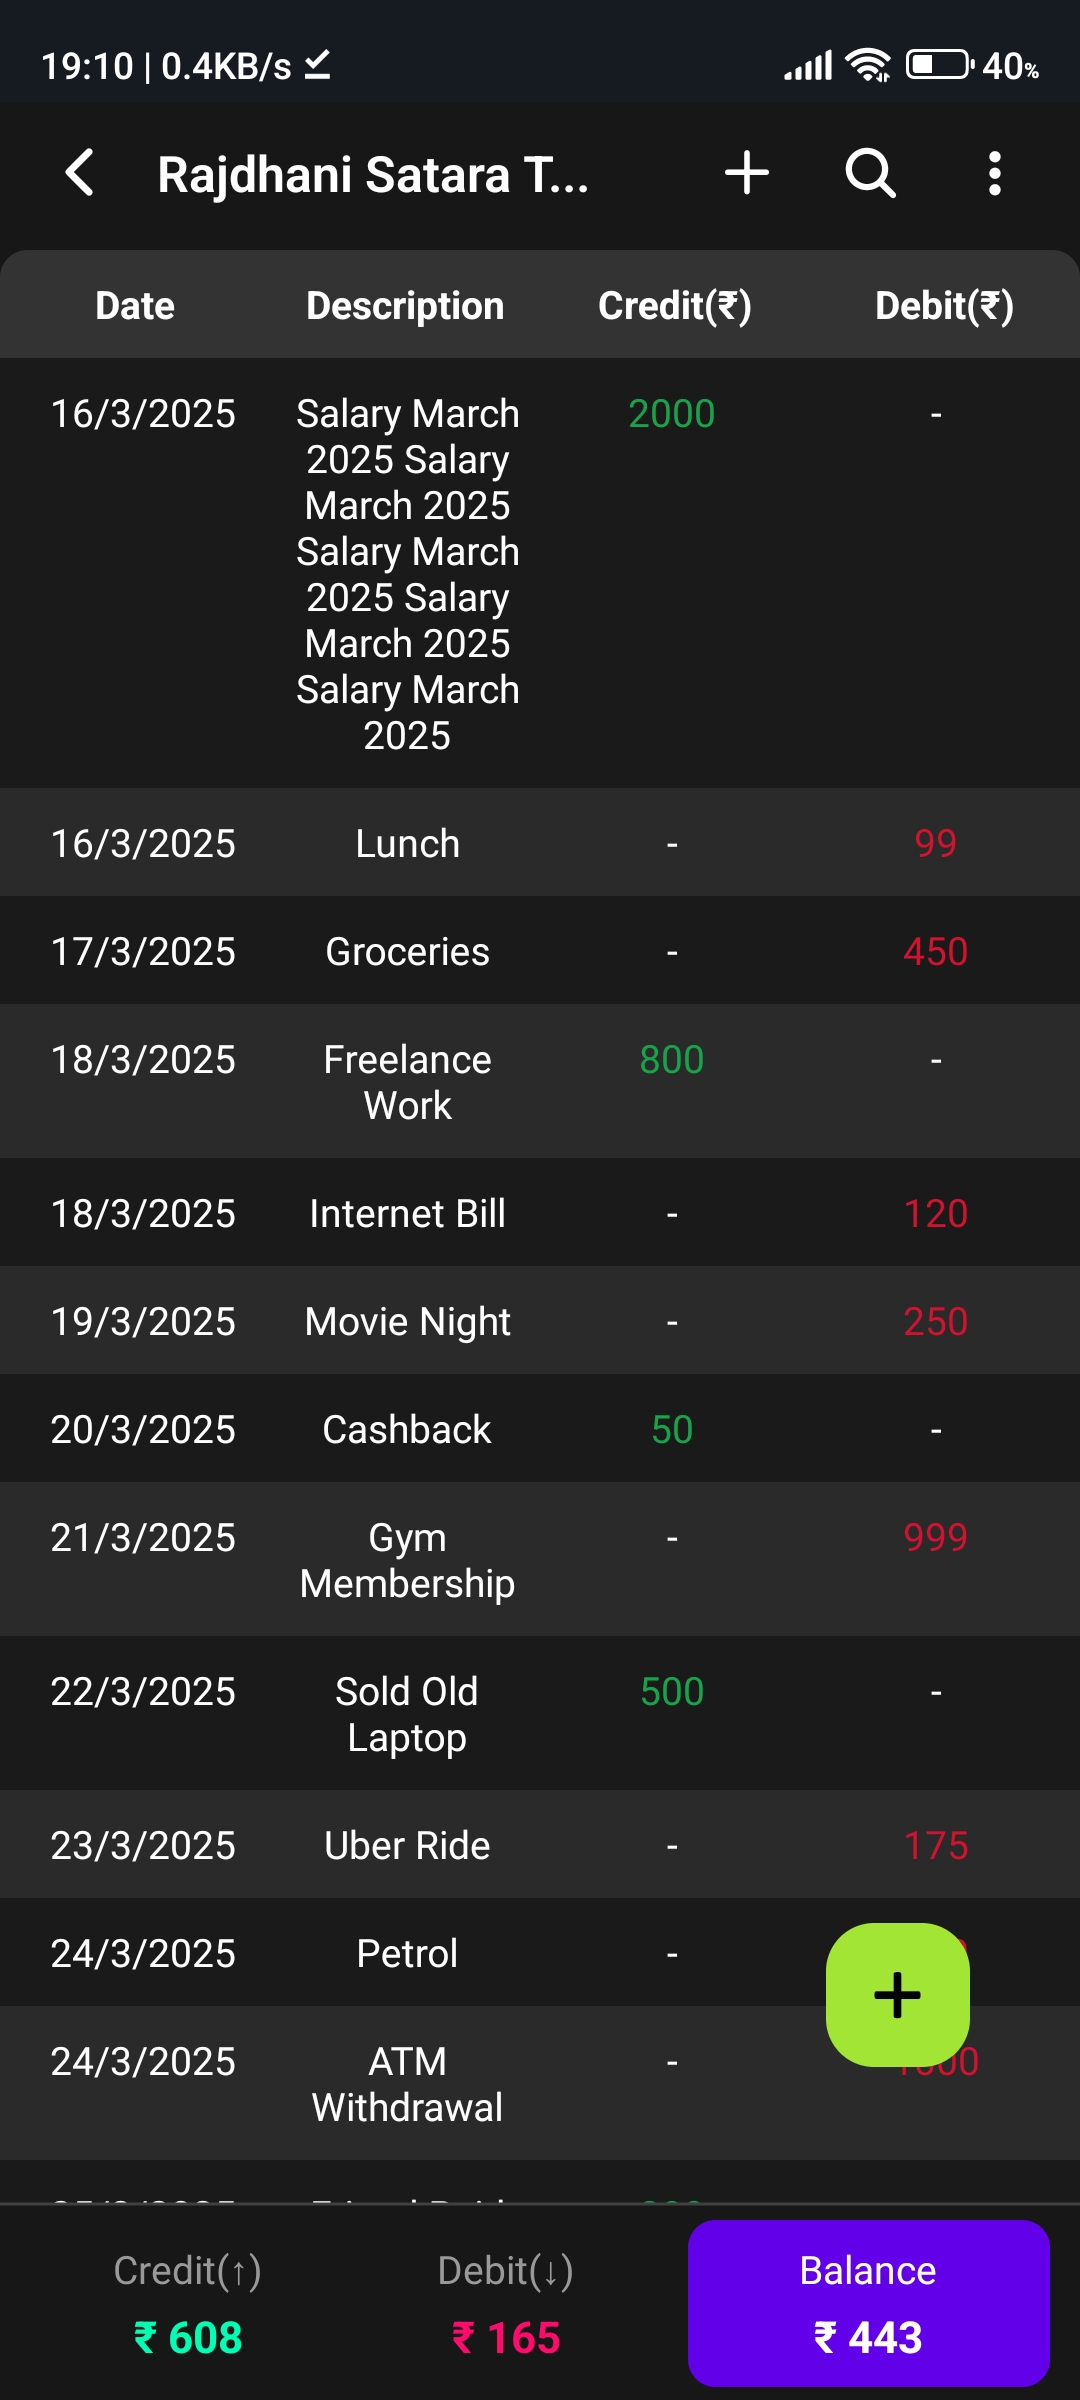 19:10 | 0.4KB/s
40%
Rajdhani Satara T...
Date Description Credit(₹) Debit(₹)
16/3/2025 Salary March 2000 -
2025 Salary
March 2025
Salary March
2025 Salary
March 2025
Salary March
2025
16/3/2025 Lunch - 99
17/3/2025 Groceries - 450
18/3/2025 Freelance 800 -
Work
18/3/2025 Internet Bill - 120
19/3/2025 Movie Night - 250
20/3/2025 Cashback 50 -
21/3/2025 Gym - 999
Membership
22/3/2025 Sold Old 500 -
Laptop
23/3/2025 Uber Ride - 175
24/3/2025 Petrol -
24/3/2025 ATM -
Withdrawal
Credit(↑) Debit(↓) Balance
₹ 608 ₹ 165 ₹ 443